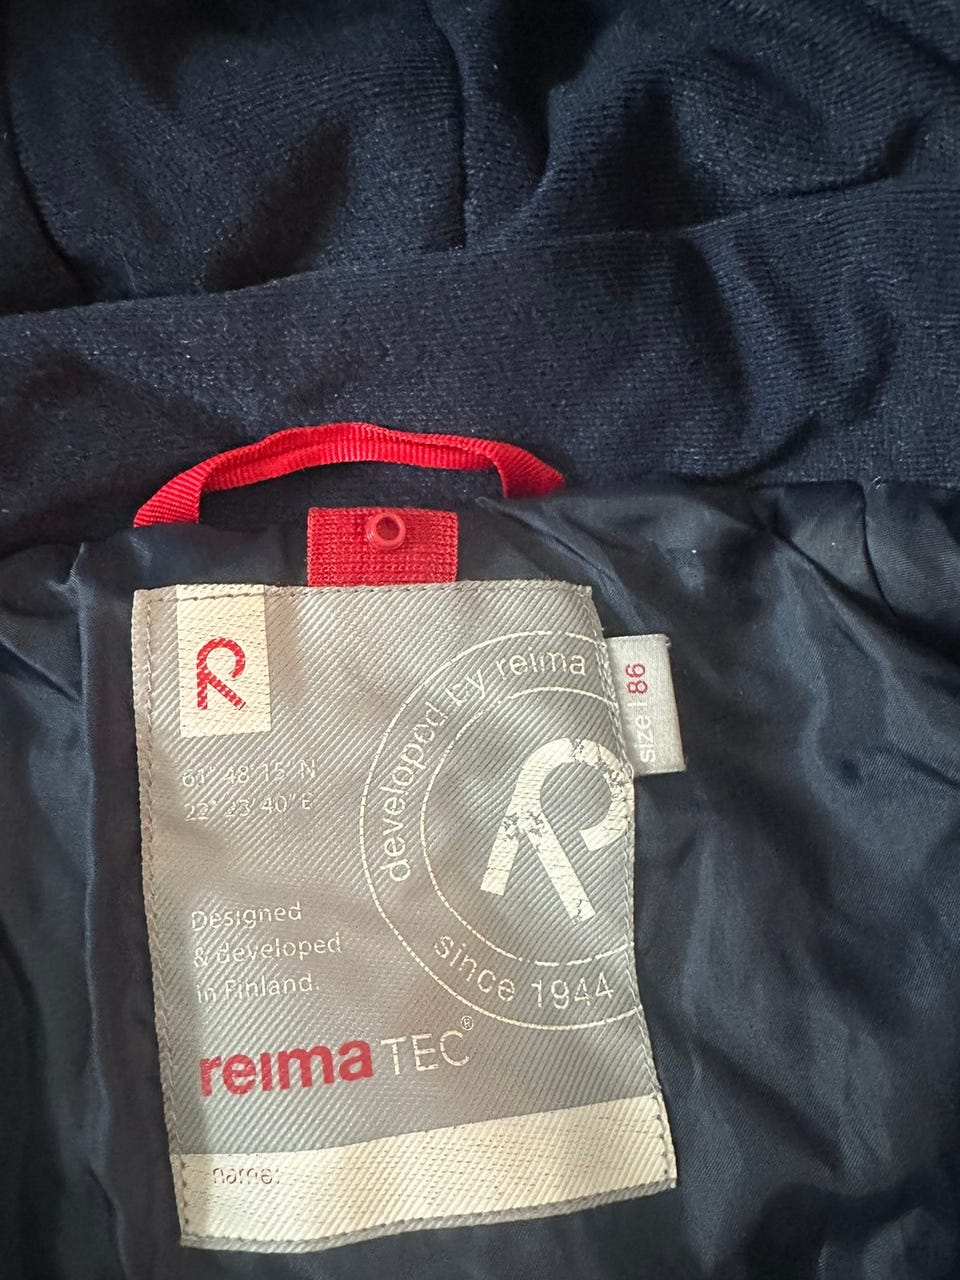 R
developed by reima
size | 86
61° 48' 15" N
22° 23' 40" E
R
Designed
& developed
in Finland.
since 1944
reima TEC®
name: